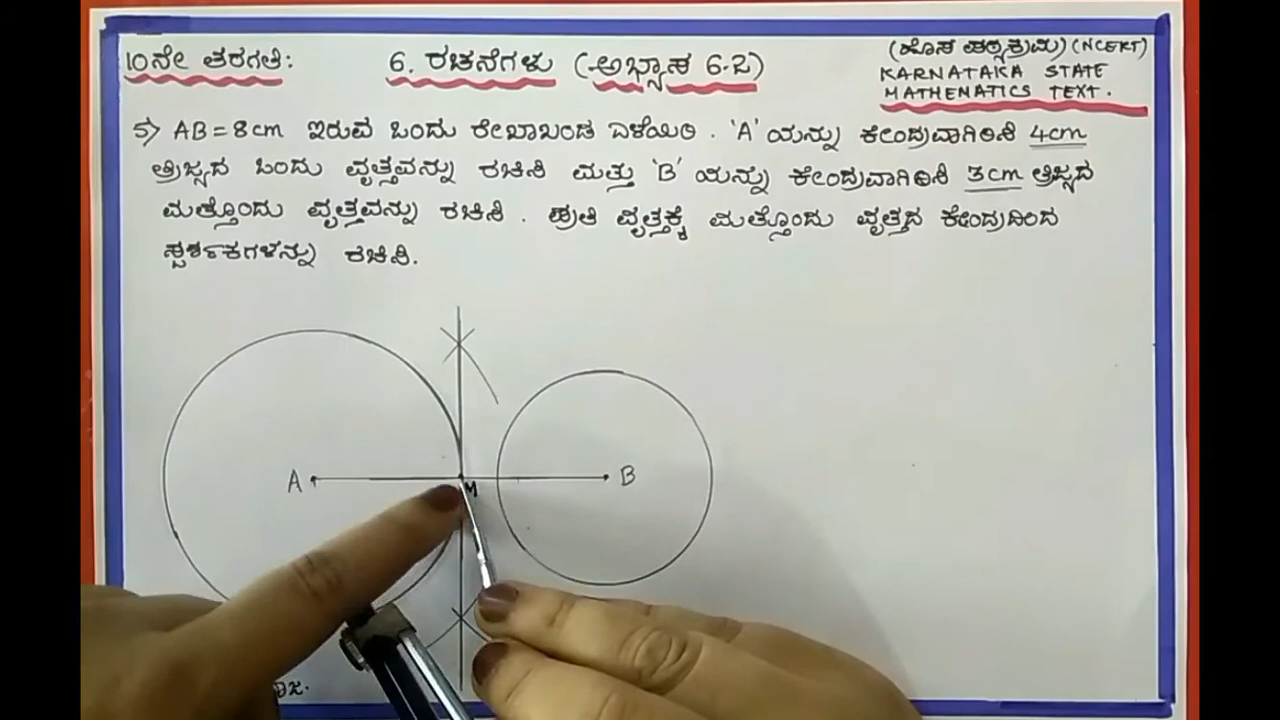 10ನೇ ತರಗತಿ:
6. ರಚನೆಗಳು (ಅಭ್ಯಾಸ 6.2)
(ಹೊಸ ಪಠ್ಯಕ್ರಮ) (NCERT)
KARNATAKA STATE
MATHENATICS TEXT.
5) AB = 8cm ಇರುವ ಒಂದು ರೇಖಾಖಂಡ ಎಳೆಯಿರಿ. 'A' ಯನ್ನು ಕೇಂದ್ರವಾಗಿರಿಸಿ 4cm
ತ್ರಿಜ್ಯದ ಒಂದು ವೃತ್ತವನ್ನು ರಚಿಸಿ ಮತ್ತು 'B' ಯನ್ನು ಕೇಂದ್ರವಾಗಿರಿಸಿ 3cm ತ್ರಿಜ್ಯದ
ಮತ್ತೊಂದು ವೃತ್ತವನ್ನು ರಚಿಸಿ. ಪ್ರತಿ ವೃತ್ತಕ್ಕೆ ಮತ್ತೊಂದು ವೃತ್ತದ ಕೇಂದ್ರದಿಂದ
ಸ್ಪರ್ಶಕಗಳನ್ನು ರಚಿಸಿ.
A
M
B